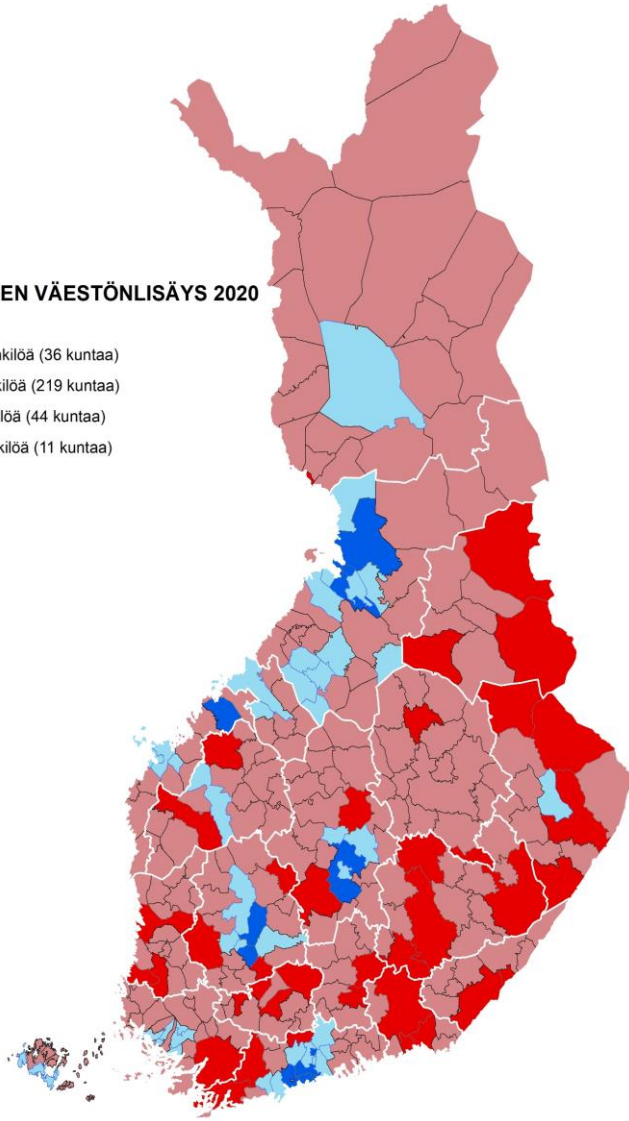 EN VÄESTÖNLISÄYS 2020
kilöä (36 kuntaa)
kilöä (219 kuntaa)
löä (44 kuntaa)
kilöä (11 kuntaa)